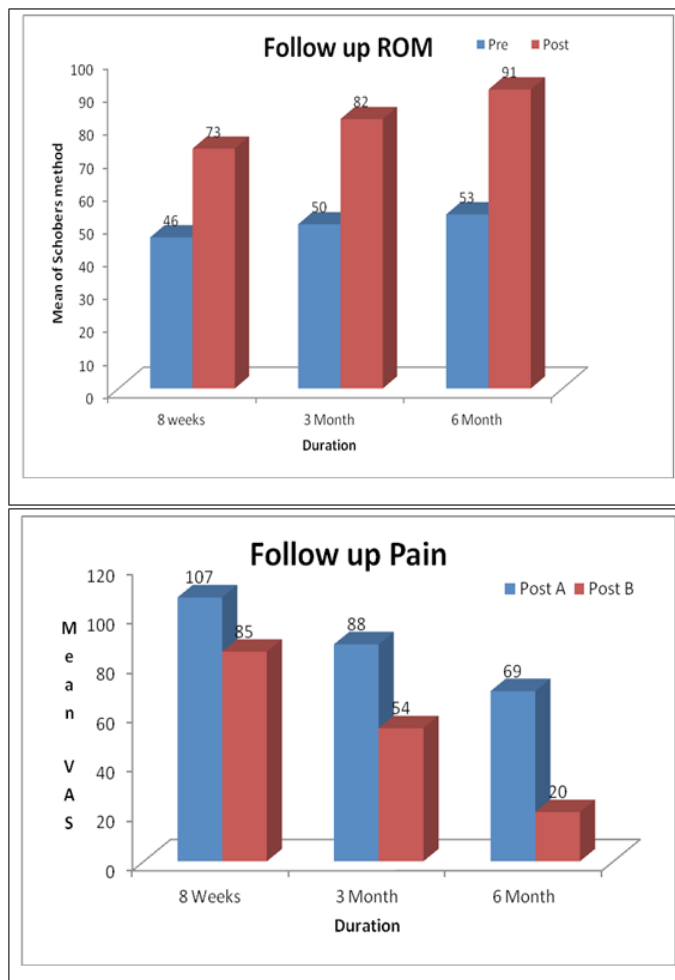 Follow up ROM
Pre Post
Mean of Schobers method
100
90
80
70
60
50
40
30
20
10
0
46 73
50 82
53 91
8 weeks 3 Month 6 Month
Duration
Follow up Pain
Post A Post B
Mean VAS
120
100
80
60
40
20
0
107 85
88 54
69 20
8 Weeks 3 Month 6 Month
Duration